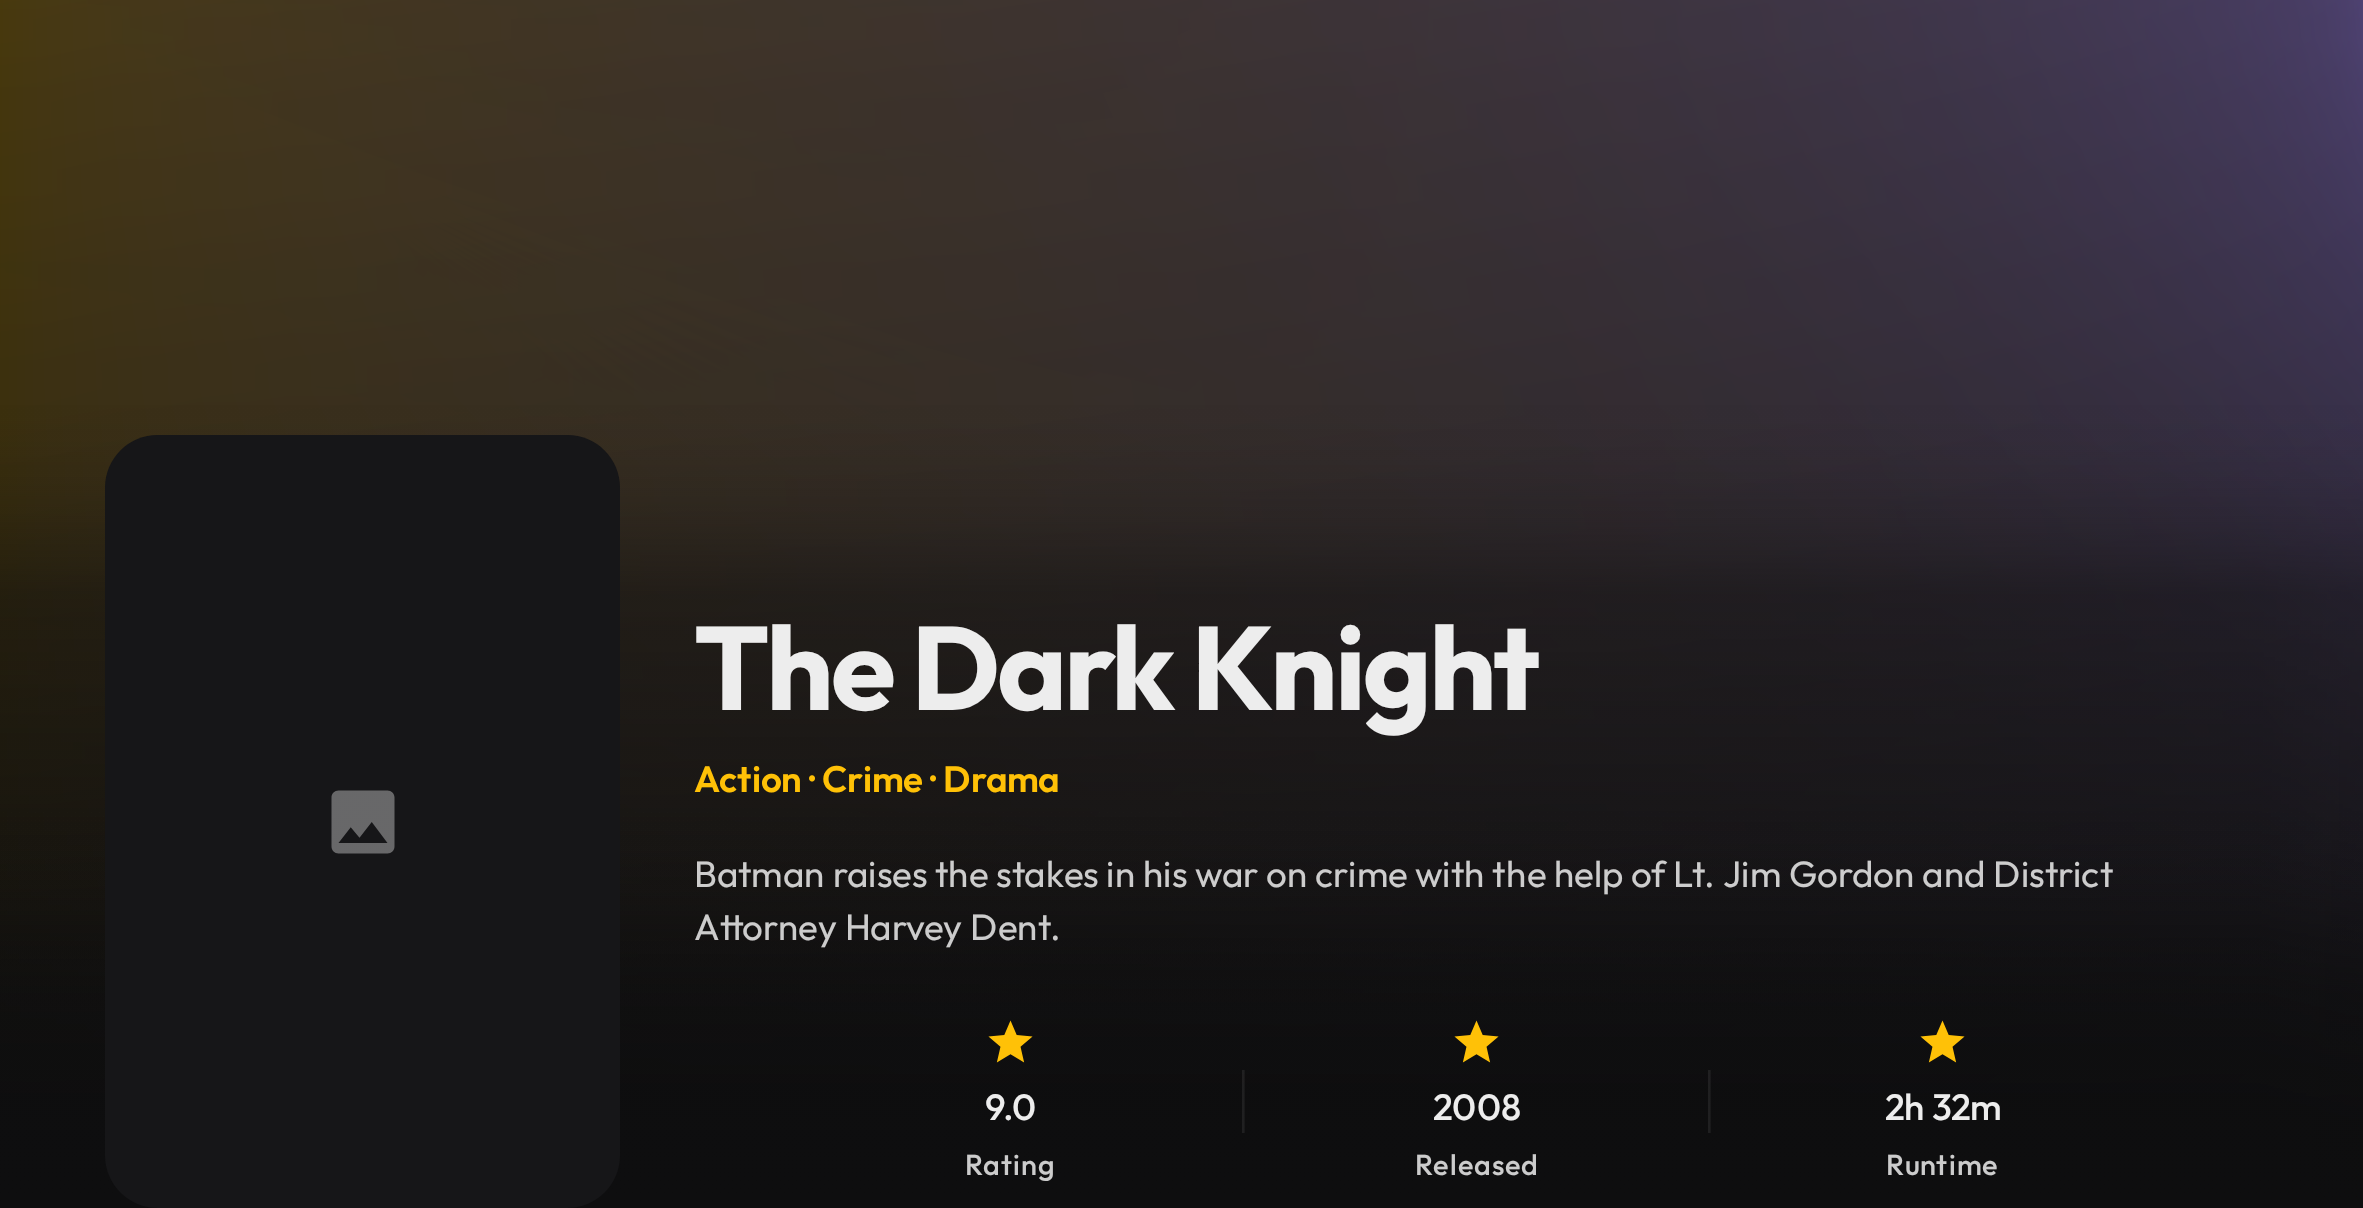 The Dark Knight
Action · Crime · Drama
Batman raises the stakes in his war on crime with the help of Lt. Jim Gordon and District
Attorney Harvey Dent.
9.0
Rating
2008
Released
2h 32m
Runtime